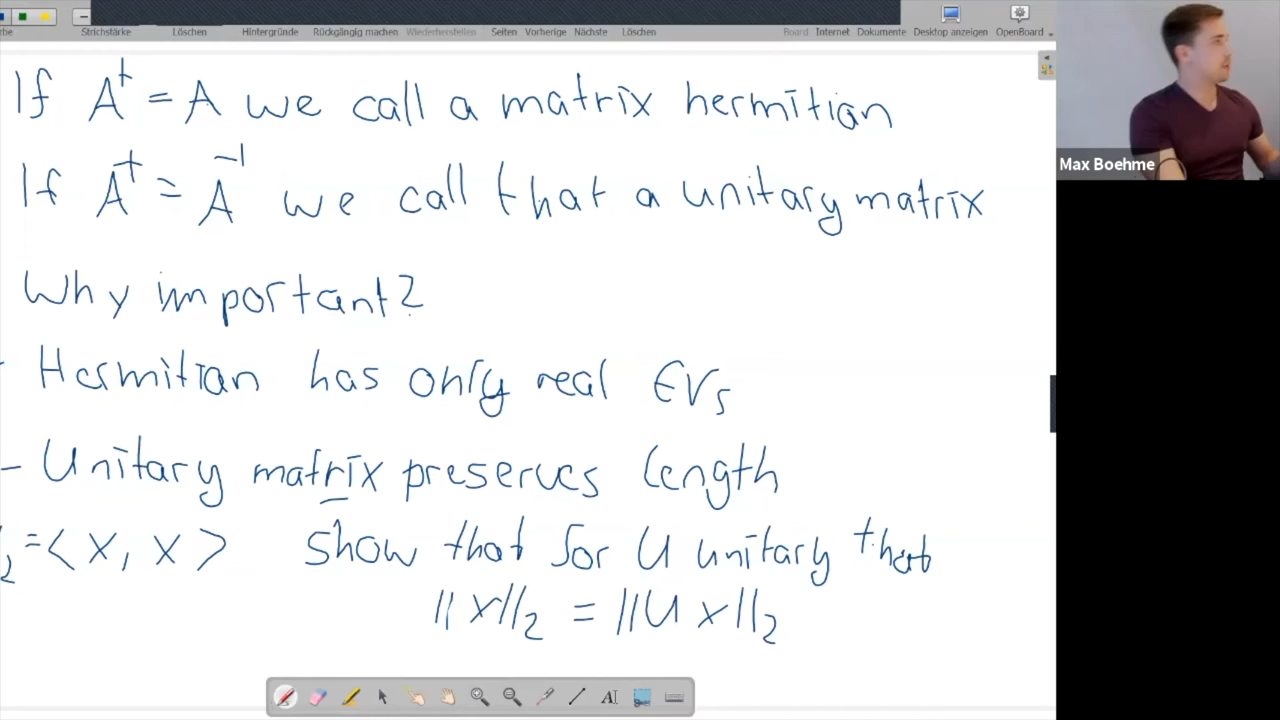 Strichstärke Löschen Hintergründe Rückgängig machen Wiederherstellen Seiten Vorherige Nächste Löschen Board Internet Dokumente Desktop anzeigen OpenBoard
If A† = A we call a matrix hermitian
If A† = A⁻¹ we call that a unitary matrix
Why important?
Hermitian has only real EVs
- Unitary matrix preserves length
₂ = <x, x> show that for U unitary that
||x||₂ = ||Ux||₂
Max Boehme